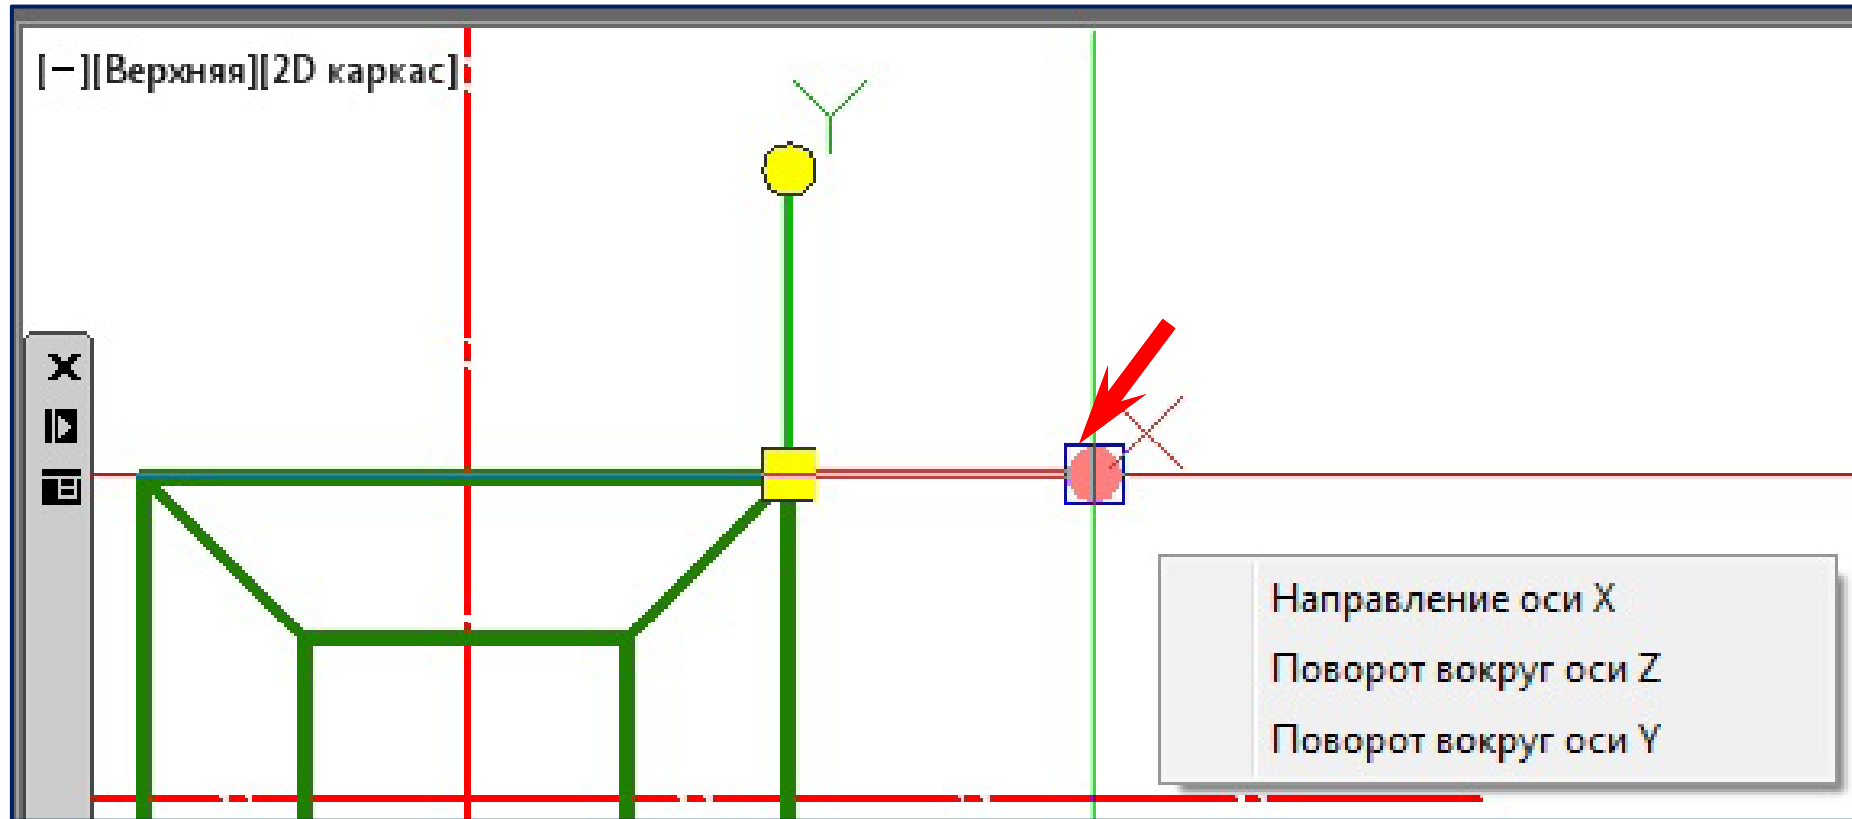 [−][Верхняя][2D каркас]
Y
X
Направление оси X
Поворот вокруг оси Z
Поворот вокруг оси Y